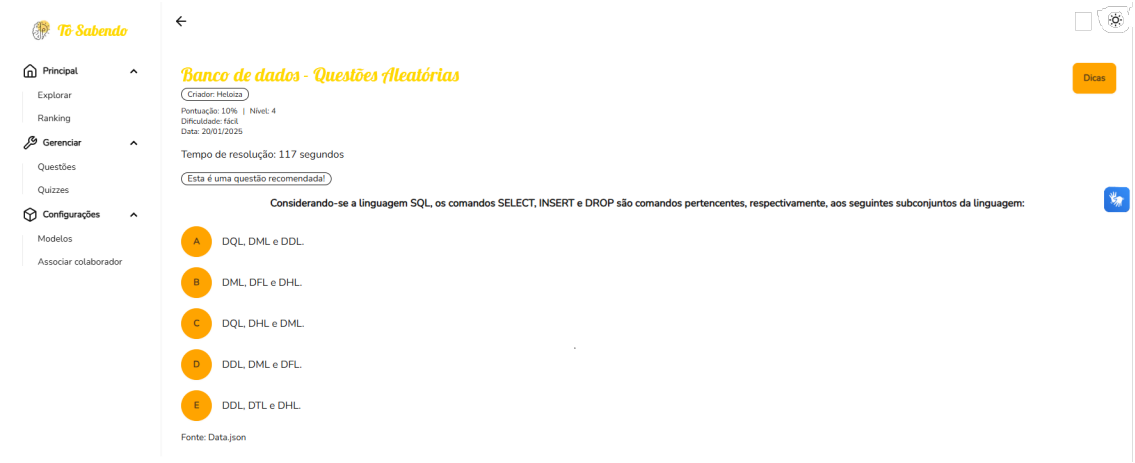 Tô Sabendo
Principal
Explorar
Ranking
Gerenciar
Questões
Quizzes
Configurações
Modelos
Associar colaborador
Banco de dados - Questões Aleatórias
Dicas
Criador: Heloiza
Pontuação: 10% | Nível: 4
Dificuldade: fácil
Data: 20/01/2025
Tempo de resolução: 117 segundos
Esta é uma questão recomendada!
Considerando-se a linguagem SQL, os comandos SELECT, INSERT e DROP são comandos pertencentes, respectivamente, aos seguintes subconjuntos da linguagem:
A DQL, DML e DDL.
B DML, DFL e DHL.
C DQL, DHL e DML.
D DDL, DML e DFL.
E DDL, DTL e DHL.
Fonte: Data.json